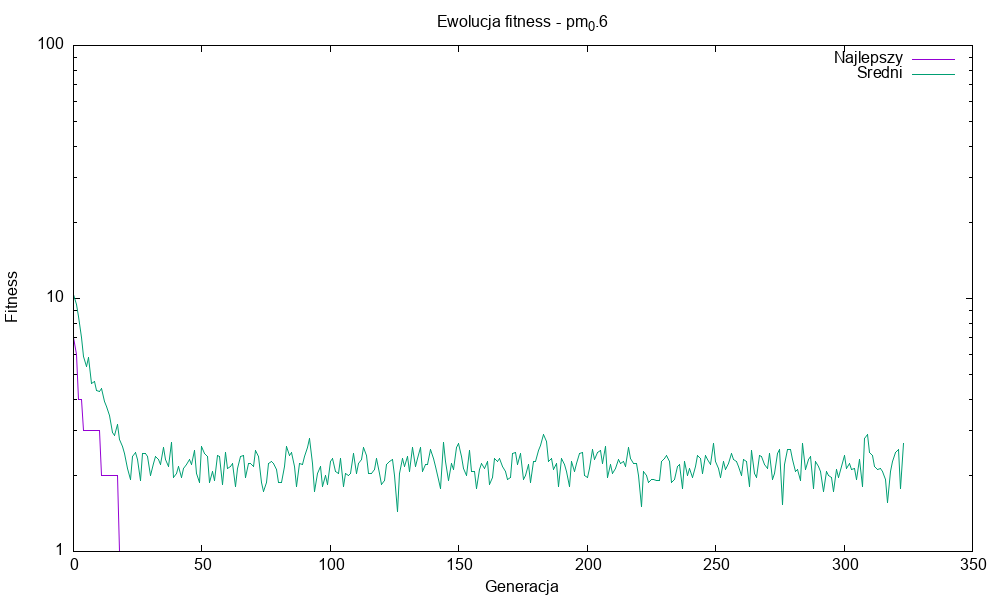 Ewolucja fitness - pm₀.6
Najlepszy
Sredni
100
10
1
Fitness
0 50 100 150 200 250 300 350
Generacja